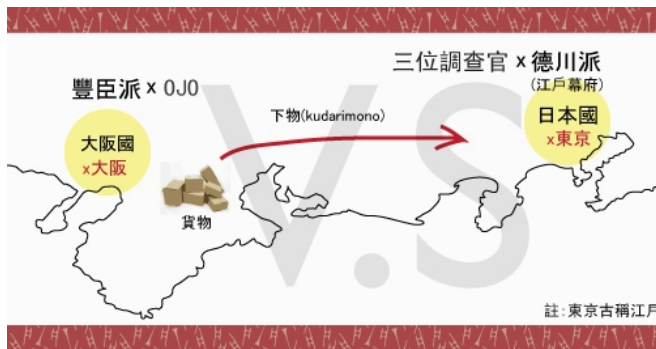 三位調查官 x 德川派
(江戶幕府)
豐臣派 x OJO
下物(kudarimono)
日本國
x東京
大阪國
x大阪
貨物
V.S
註:東京古稱江戶